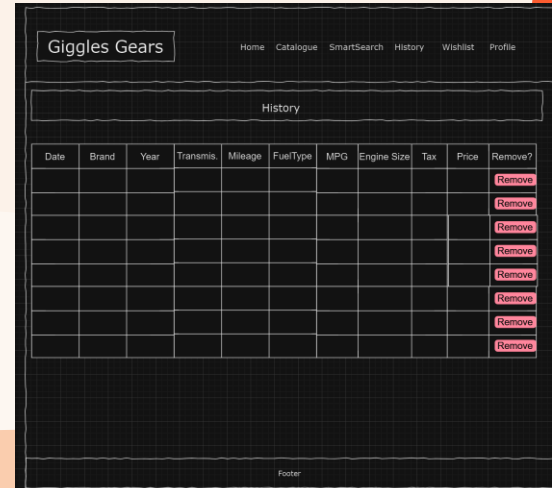 Giggles Gears
Home Catalogue SmartSearch History Wishlist Profile
History
Date Brand Year Transmis. Mileage FuelType MPG Engine Size Tax Price Remove?
Remove
Remove
Remove
Remove
Remove
Remove
Remove
Remove
Footer